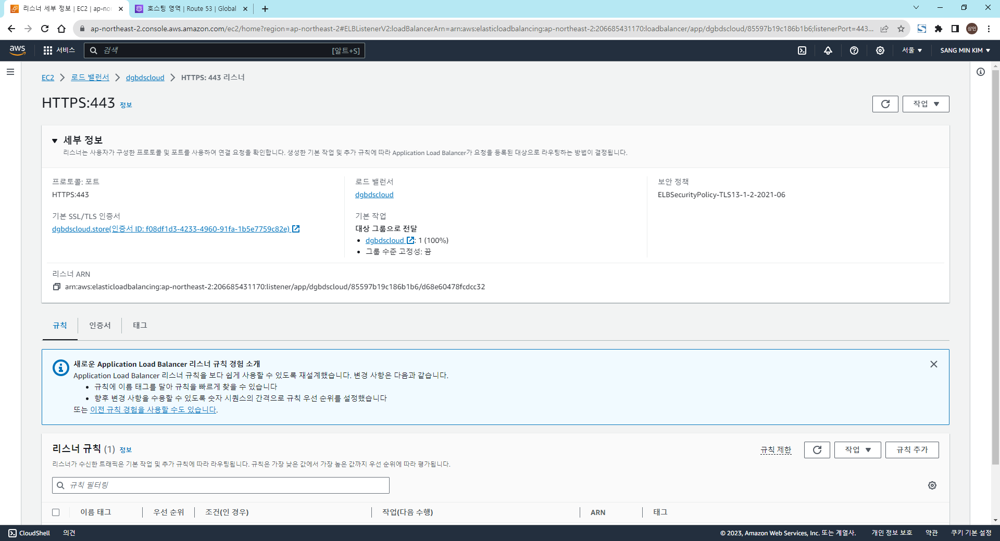 리스너 세부 정보 | EC2 | ap-no
호스팅 영역 | Route 53 | Global
ap-northeast-2.console.aws.amazon.com/ec2/home?region=ap-northeast-2#ELBListenerV2:loadBalancerArn=arn:aws:elasticloadbalancing:ap-northeast-2:206685431170:loadbalancer/app/dgbdscloud/85597b19c186b1b6;listenerPort=443...
상민
aws
서비스
검색
[알트+S]
서울
SANG MIN KIM
EC2
로드 밸런서
dgbdscloud
HTTPS: 443 리스너
HTTPS:443 정보
작업
세부 정보
리스너는 사용자가 구성한 프로토콜 및 포트를 사용하여 연결 요청을 확인합니다. 생성한 기본 작업 및 추가 규칙에 따라 Application Load Balancer가 요청을 등록된 대상으로 라우팅하는 방법이 결정됩니다.
프로토콜: 포트
HTTPS:443
로드 밸런서
dgbdscloud
보안 정책
ELBSecurityPolicy-TLS13-1-2-2021-06
기본 SSL/TLS 인증서
dgbdscloud.store(인증서 ID: f08df1d3-4233-4960-91fa-1b5e7759c82e)
기본 작업
대상 그룹으로 전달
• dgbdscloud : 1 (100%)
• 그룹 수준 고정성: 끔
리스너 ARN
arn:aws:elasticloadbalancing:ap-northeast-2:206685431170:listener/app/dgbdscloud/85597b19c186b1b6/d68e60478fcdcc32
규칙
인증서
태그
새로운 Application Load Balancer 리스너 규칙 경험 소개
Application Load Balancer 리스너 규칙을 보다 쉽게 사용할 수 있도록 재설계했습니다. 변경 사항은 다음과 같습니다.
• 규칙에 이름 태그를 달아 규칙을 빠르게 찾을 수 있습니다
• 향후 변경 사항을 수용할 수 있도록 숫자 시퀀스의 간격으로 규칙 우선 순위를 설정했습니다
또는 이전 규칙 경험을 사용할 수도 있습니다.
리스너 규칙 (1) 정보
규칙 제한
작업
규칙 추가
리스너가 수신한 트래픽은 기본 작업 및 추가 규칙에 따라 라우팅됩니다. 규칙은 가장 낮은 값에서 가장 높은 값까지 우선 순위에 따라 평가됩니다.
규칙 필터링
이름 태그
우선 순위
조건(인 경우)
작업(다음 수행)
ARN
태그
CloudShell
의견
© 2023, Amazon Web Services, Inc. 또는 계열사.
개인 정보 보호
약관
쿠키 기본 설정